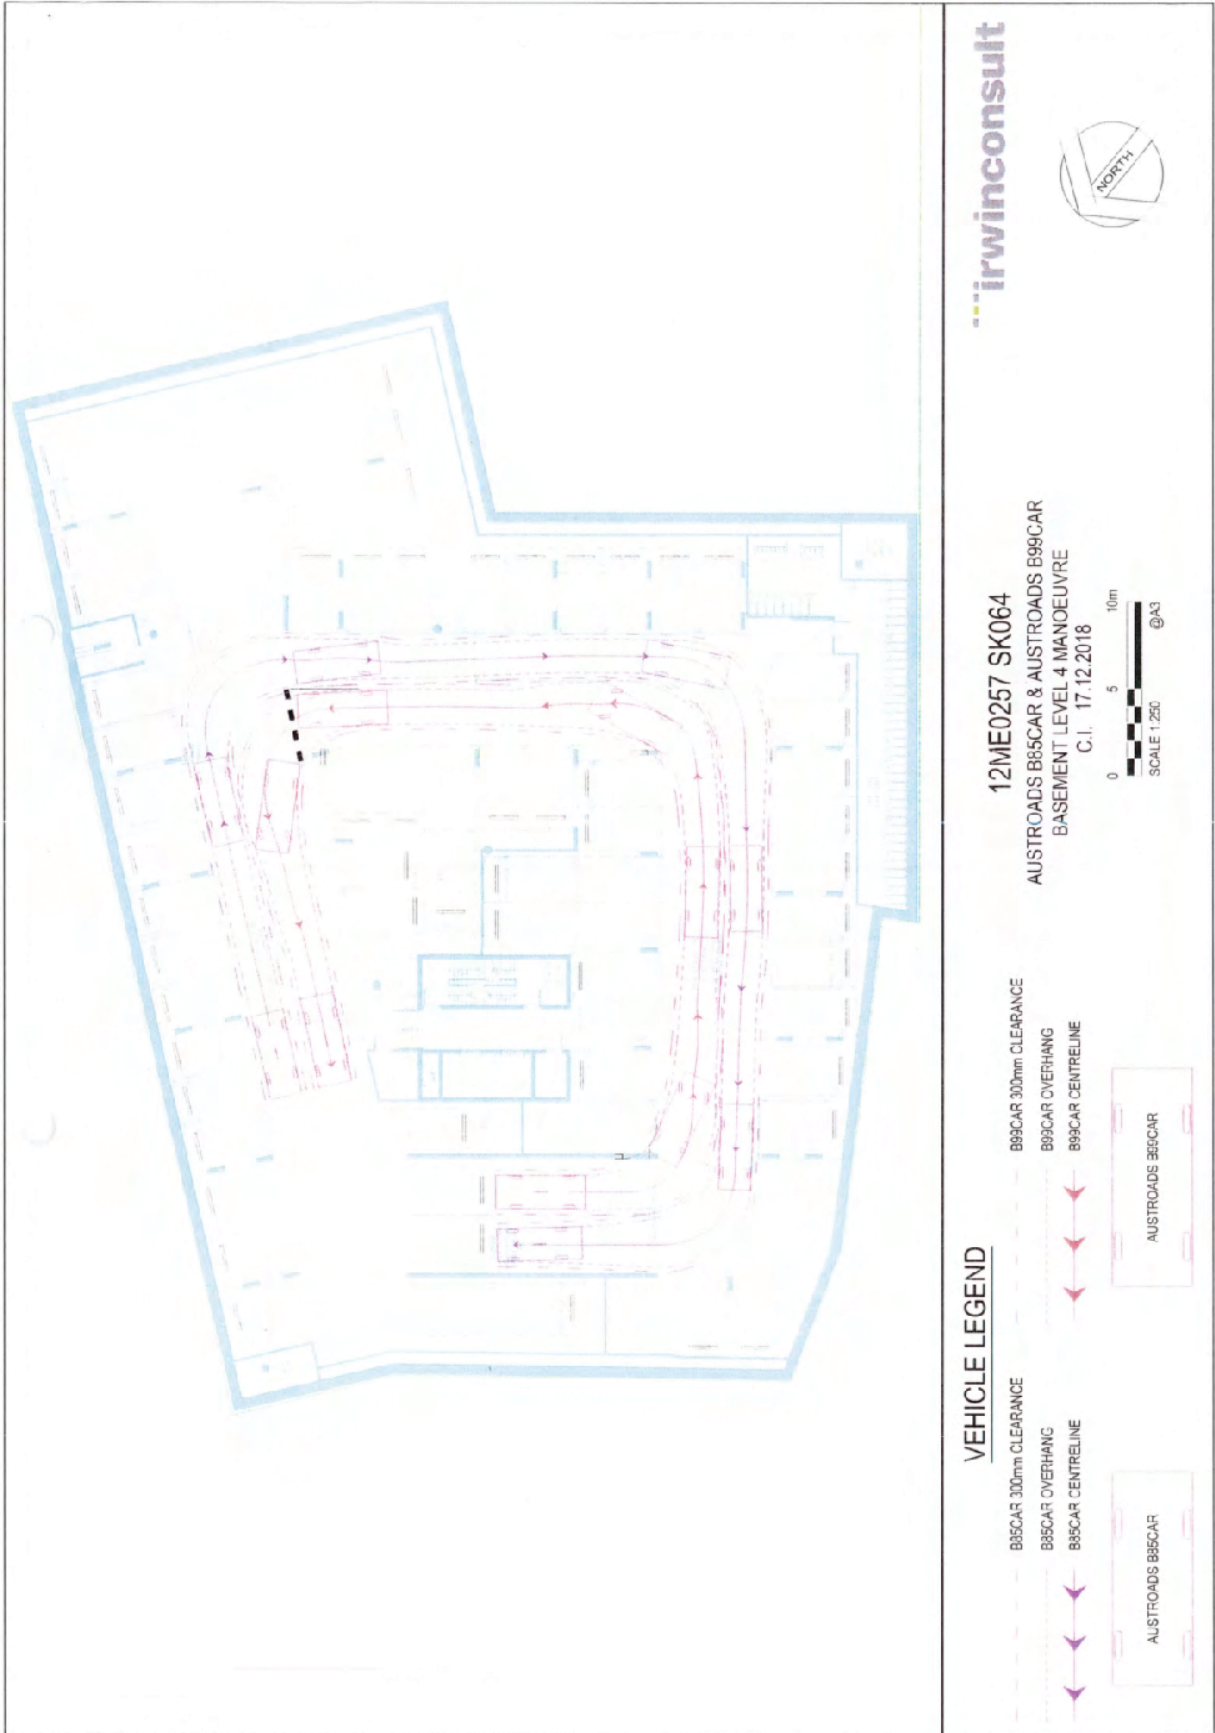 irwinconsult
NORTH
12ME0257 SK064
AUSTROADS B85CAR & AUSTROADS B99CAR
BASEMENT LEVEL 4 MANOEUVRE
C.I. 17.12.2018
0 5 10m
SCALE 1:250 @A3
VEHICLE LEGEND
B85CAR 300mm CLEARANCE
B85CAR OVERHANG
B85CAR CENTRELINE
AUSTROADS B85CAR
B99CAR 300mm CLEARANCE
B99CAR OVERHANG
B99CAR CENTRELINE
AUSTROADS B99CAR